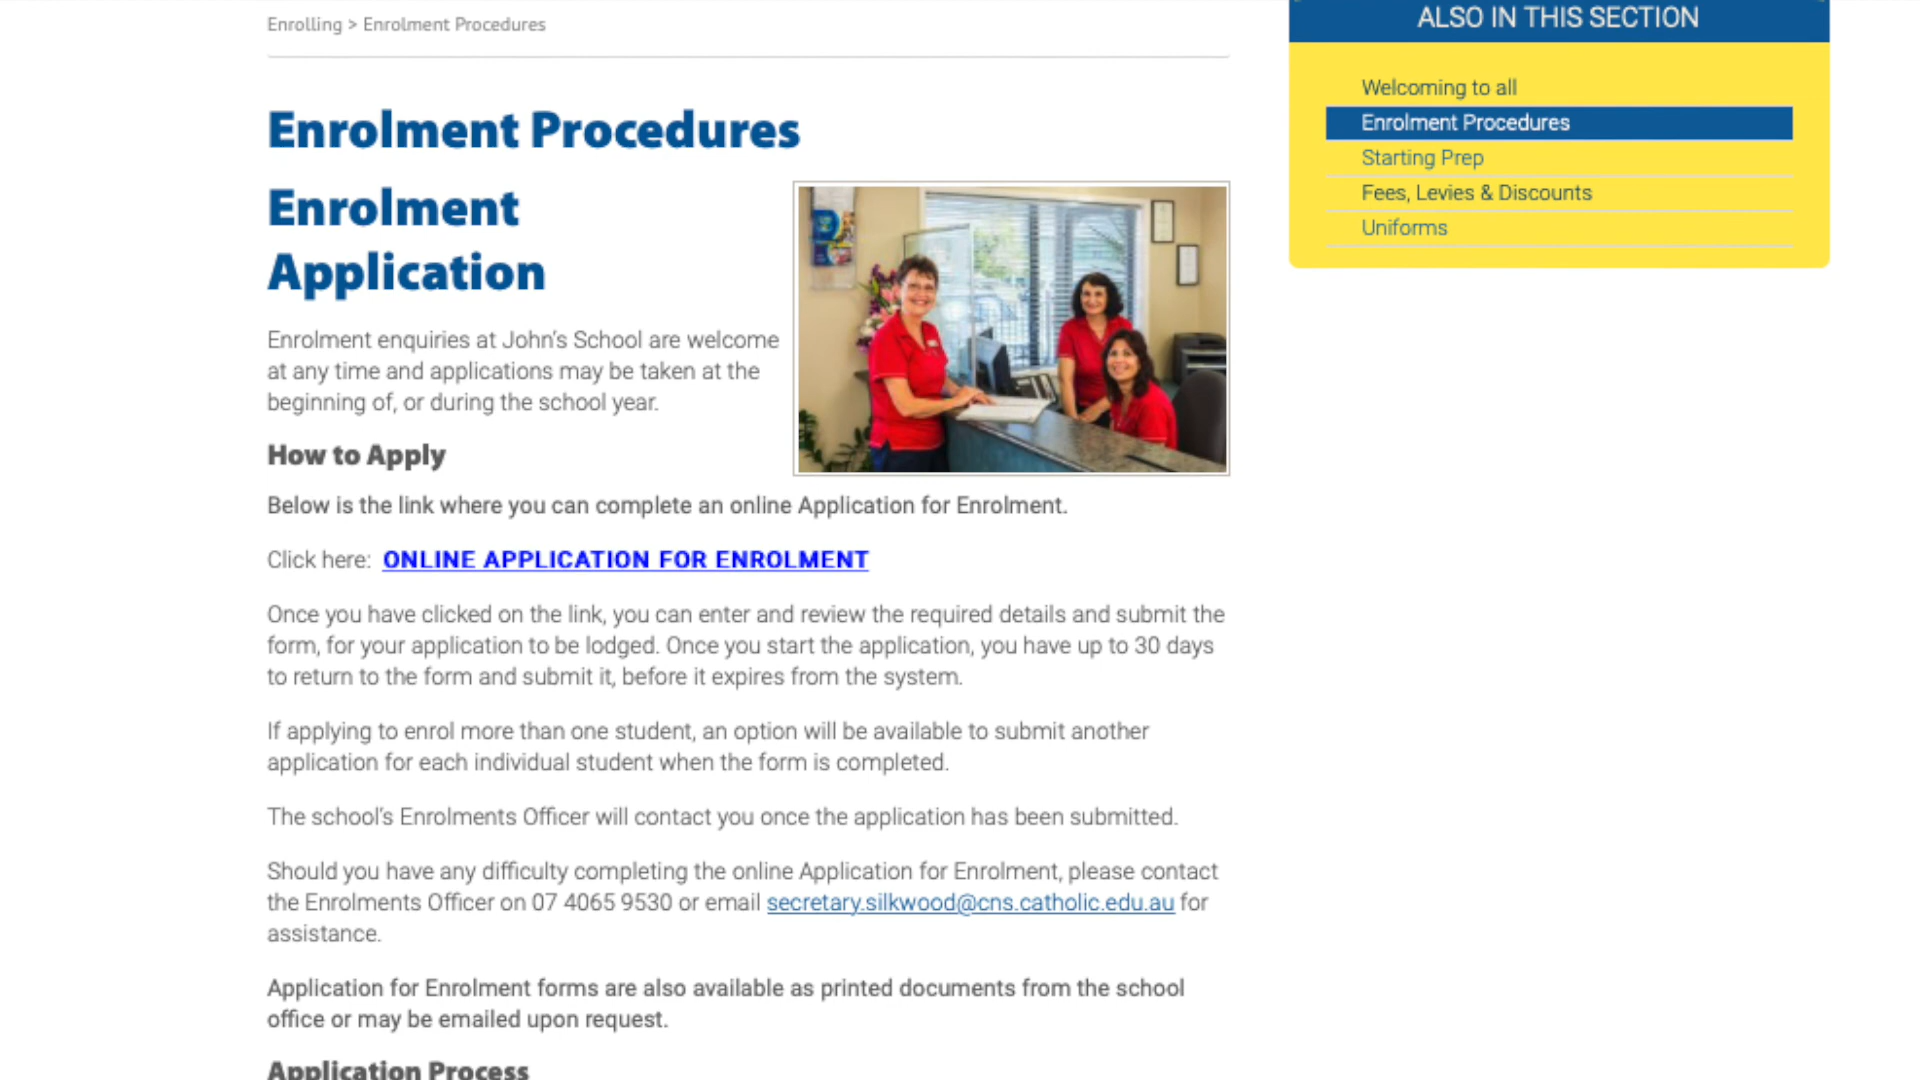 Enrolling > Enrolment Procedures
ALSO IN THIS SECTION
Welcoming to all
Enrolment Procedures
Starting Prep
Fees, Levies & Discounts
Uniforms
Enrolment Procedures
Enrolment
Application
Enrolment enquiries at John's School are welcome
at any time and applications may be taken at the
beginning of, or during the school year.
How to Apply
Below is the link where you can complete an online Application for Enrolment.
Click here: ONLINE APPLICATION FOR ENROLMENT
Once you have clicked on the link, you can enter and review the required details and submit the
form, for your application to be lodged. Once you start the application, you have up to 30 days
to return to the form and submit it, before it expires from the system.
If applying to enrol more than one student, an option will be available to submit another
application for each individual student when the form is completed.
The school's Enrolments Officer will contact you once the application has been submitted.
Should you have any difficulty completing the online Application for Enrolment, please contact
the Enrolments Officer on 07 4065 9530 or email secretary.silkwood@cns.catholic.edu.au for
assistance.
Application for Enrolment forms are also available as printed documents from the school
office or may be emailed upon request.
Application Process